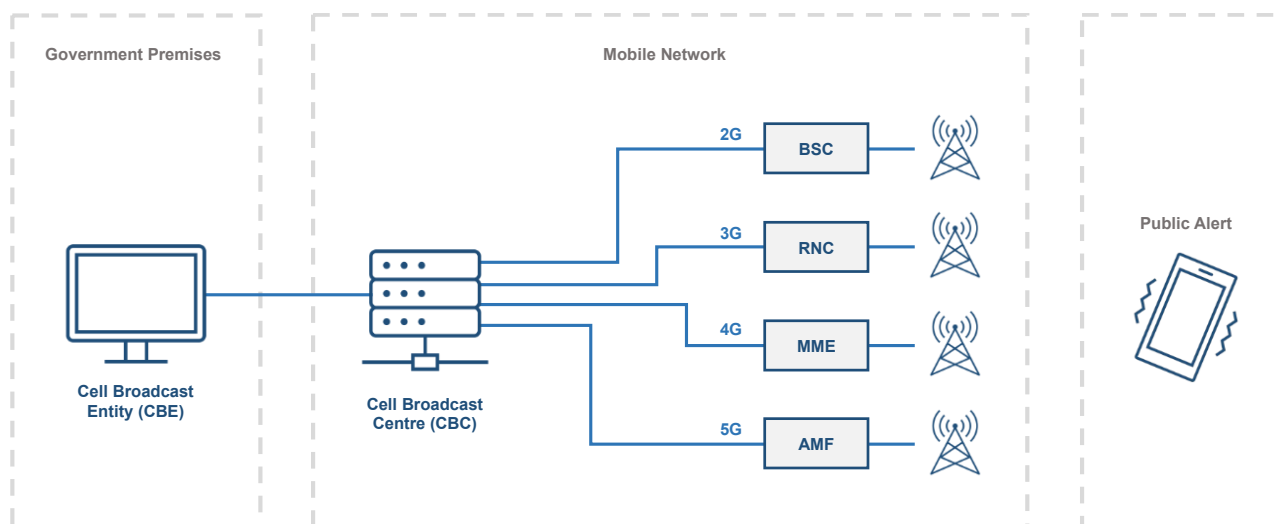 Government Premises
Mobile Network
2G
BSC
3G
RNC
Public Alert
4G
MME
Cell Broadcast
Entity (CBE)
Cell Broadcast
Centre (CBC)
5G
AMF